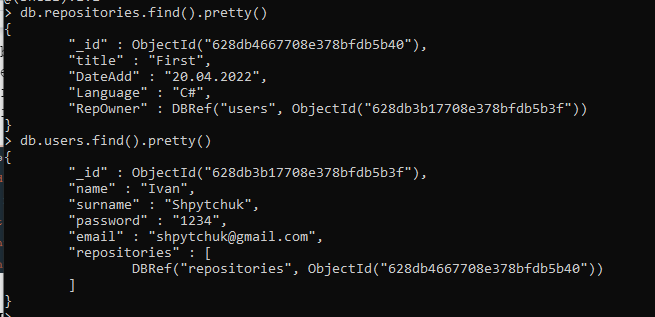 > db.repositories.find().pretty()
{
"_id" : ObjectId("628db4667708e378bfdb5b40"),
"title" : "First",
"DateAdd" : "20.04.2022",
"Language" : "C#",
"RepOwner" : DBRef("users", ObjectId("628db3b17708e378bfdb5b3f"))
}
> db.users.find().pretty()
{
"_id" : ObjectId("628db3b17708e378bfdb5b3f"),
"name" : "Ivan",
"surname" : "Shpytchuk",
"password" : "1234",
"email" : "shpytchuk@gmail.com",
"repositories" : [
DBRef("repositories", ObjectId("628db4667708e378bfdb5b40"))
]
}
>